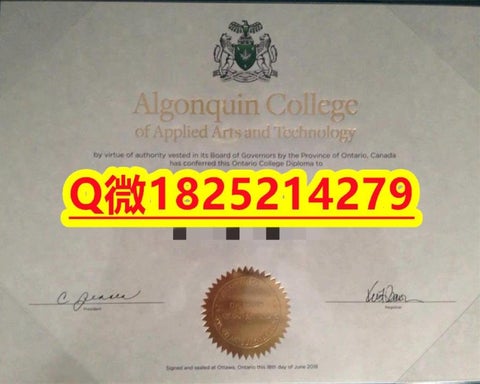 Algonquin College
of Applied Arts and Technology
by virtue of authority vested in its Board of Governors by the Province of Ontario, Canada
has conferred this Ontario College Diploma to
Q微1825214279
President
Registrar
Signed and sealed at Ottawa, Ontario this 18th day of June 2018